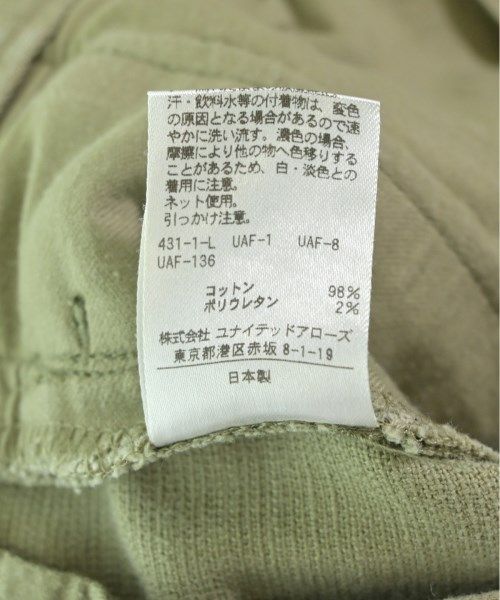 汗・飲料水等の付着物は、変色
の原因となる場合があるので速
やかに洗い流す。濃色の場合、
摩擦により他の物へ色移りする
ことがあるため、白・淡色との
着用に注意。
ネット使用。
引っかけ注意。
431-1-L UAF-1 UAF-8
UAF-136
コットン 98%
ポリウレタン 2%
株式会社 ユナイテッドアローズ
東京都港区赤坂 8-1-19
日本製